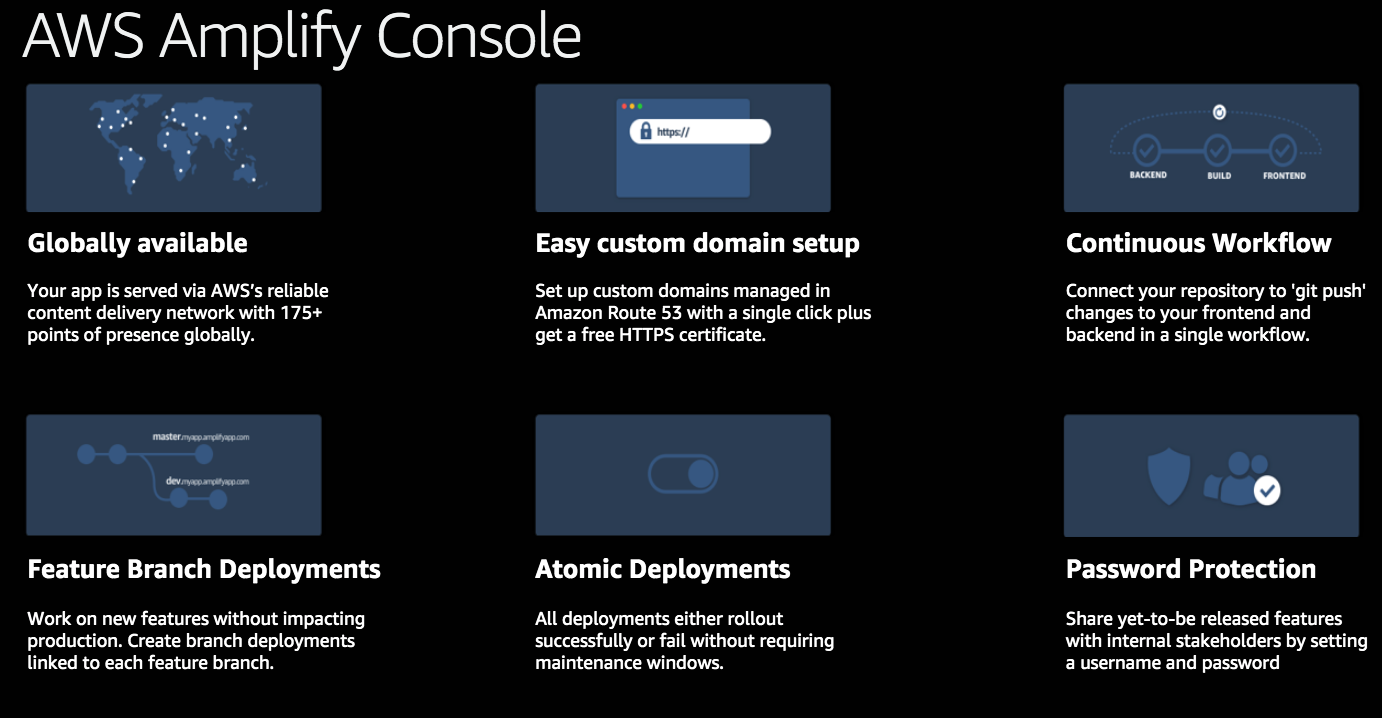 AWS Amplify Console
https://
BACKEND
BUILD
FRONTEND
Globally available
Easy custom domain setup
Continuous Workflow
Your app is served via AWS’s reliable
content delivery network with 175+
points of presence globally.
Set up custom domains managed in
Amazon Route 53 with a single click plus
get a free HTTPS certificate.
Connect your repository to 'git push'
changes to your frontend and
backend in a single workflow.
master.myapp.amplifyapp.com
dev.myapp.amplifyapp.com
Feature Branch Deployments
Atomic Deployments
Password Protection
Work on new features without impacting
production. Create branch deployments
linked to each feature branch.
All deployments either rollout
successfully or fail without requiring
maintenance windows.
Share yet-to-be released features
with internal stakeholders by setting
a username and password